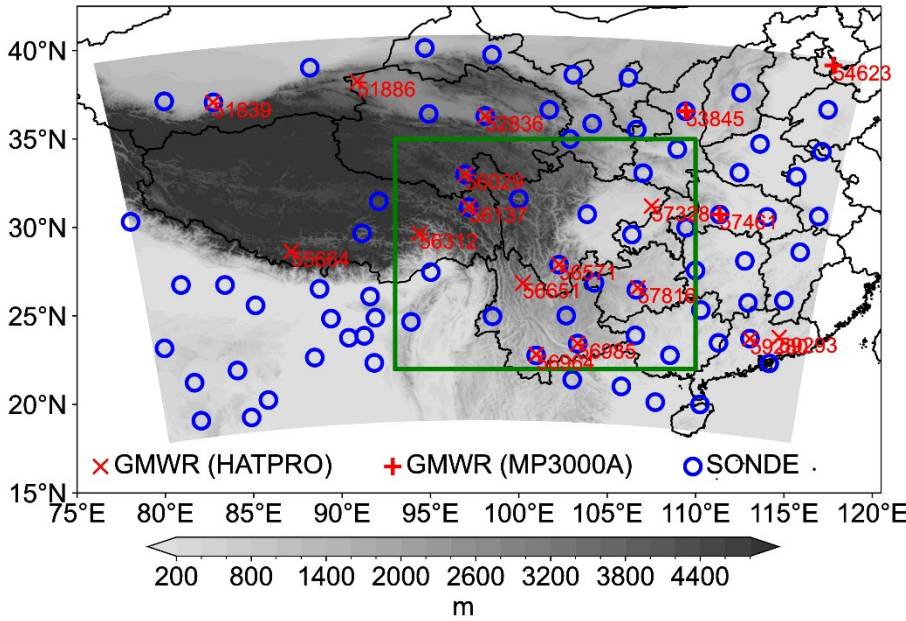 40°N
54623
51886
51839
52836
53845
35°N
56029
57328
56137
57461
30°N
56312
55664
56571
56651
57816
25°N
59280
59293
56985
56964
20°N
GMWR (HATPRO)
GMWR (MP3000A)
SONDE
15°N
75°E 80°E 85°E 90°E 95°E 100°E 105°E 110°E 115°E 120°E
200 800 1400 2000 2600 3200 3800 4400
m